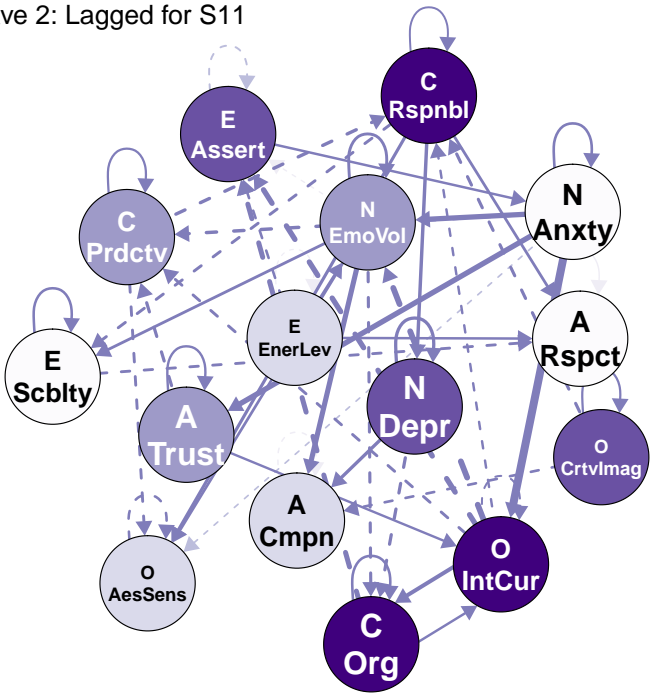 ve 2: Lagged for S11
C
Rspnbl
E
Assert
N
Anxty
N
EmoVol
C
Prdctv
E
EnerLev
A
Rspct
E
Scblty
N
Depr
A
Trust
O
CrtvImag
A
Cmpn
O
IntCur
O
AesSens
C
Org